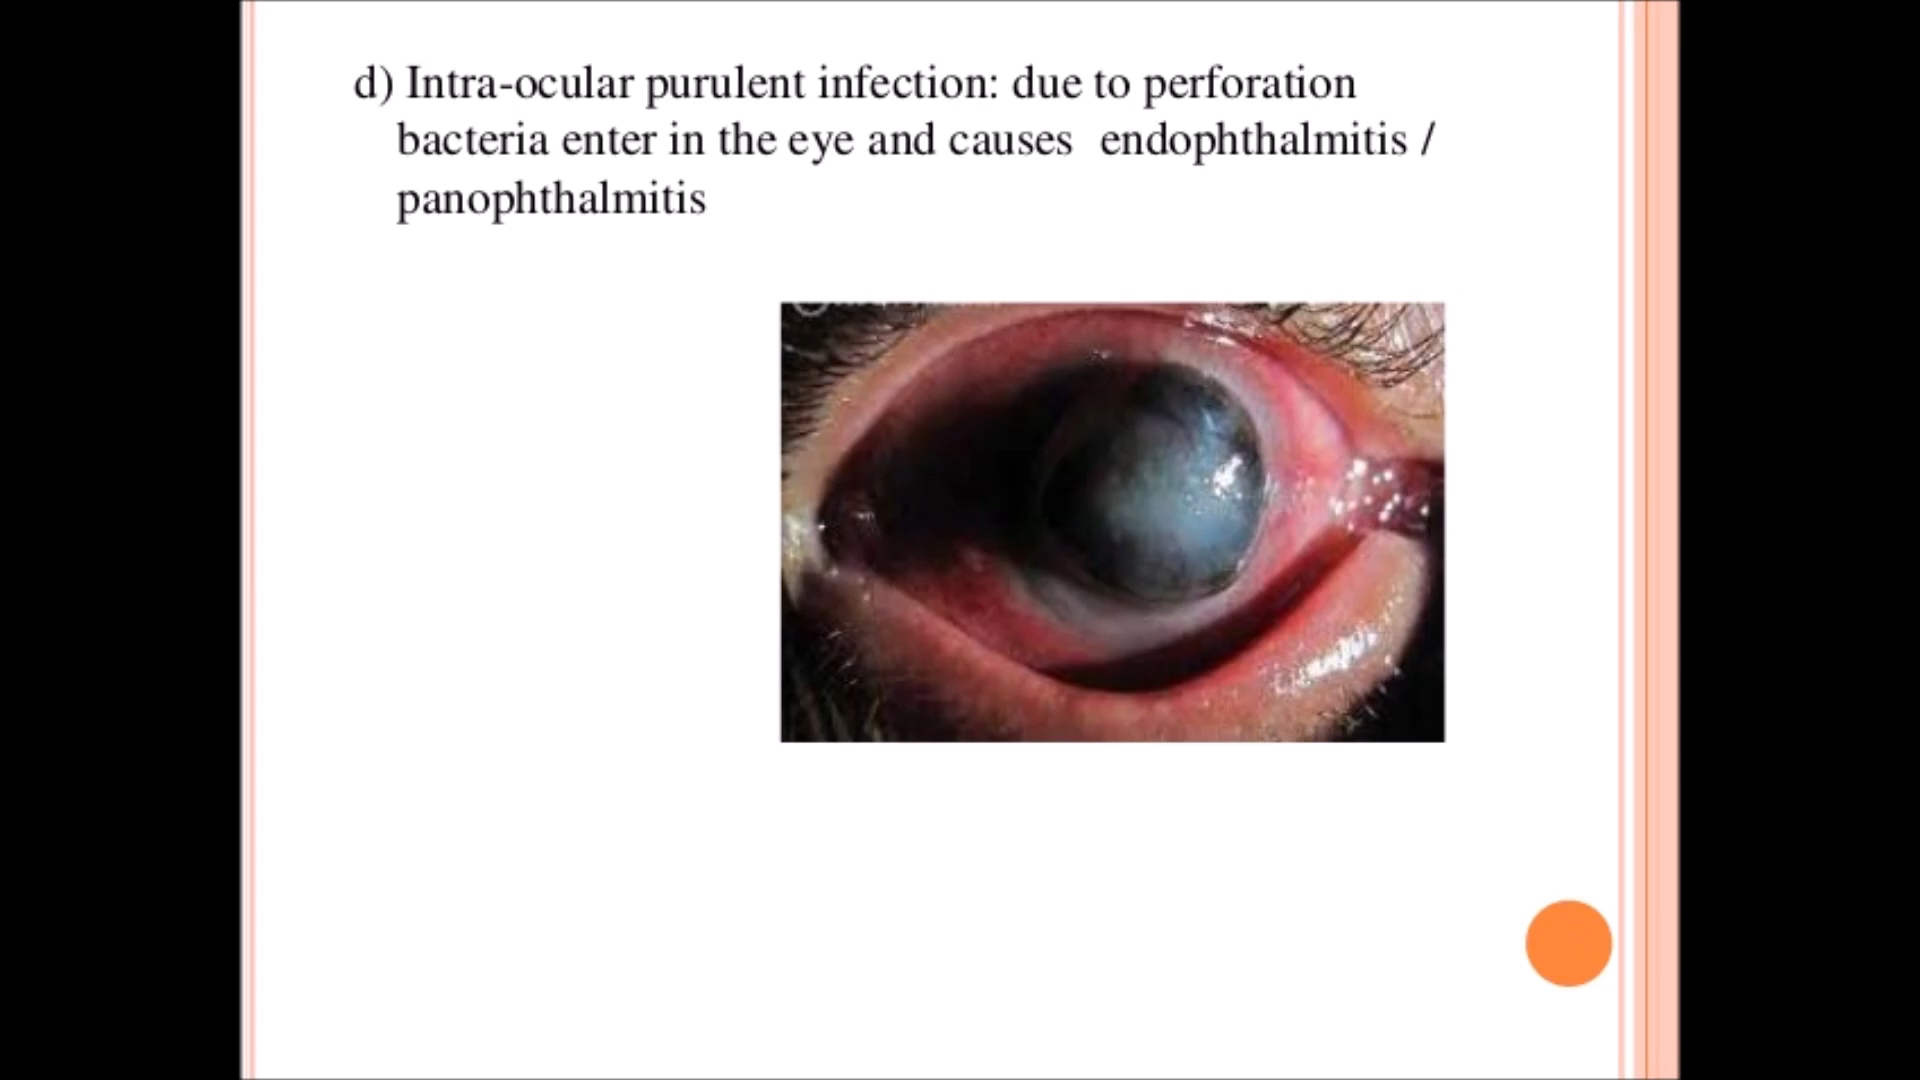 d) Intra-ocular purulent infection: due to perforation
bacteria enter in the eye and causes endophthalmitis /
panophthalmitis